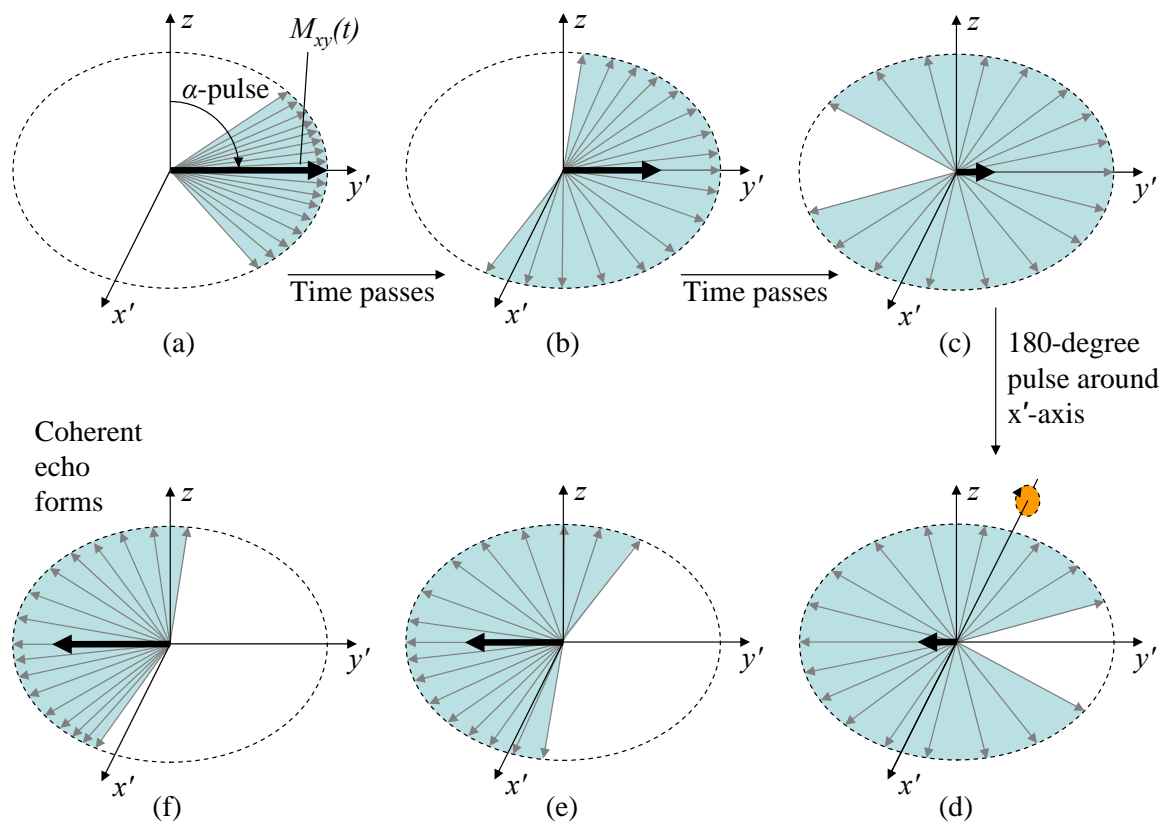 z
M_xy(t)
α-pulse
y′
x′
(a)
Time passes
z
y′
x′
(b)
Time passes
z
y′
x′
(c)
180-degree
pulse around
x′-axis
Coherent
echo
forms
z
y′
x′
(f)
z
y′
x′
(e)
z
y′
x′
(d)